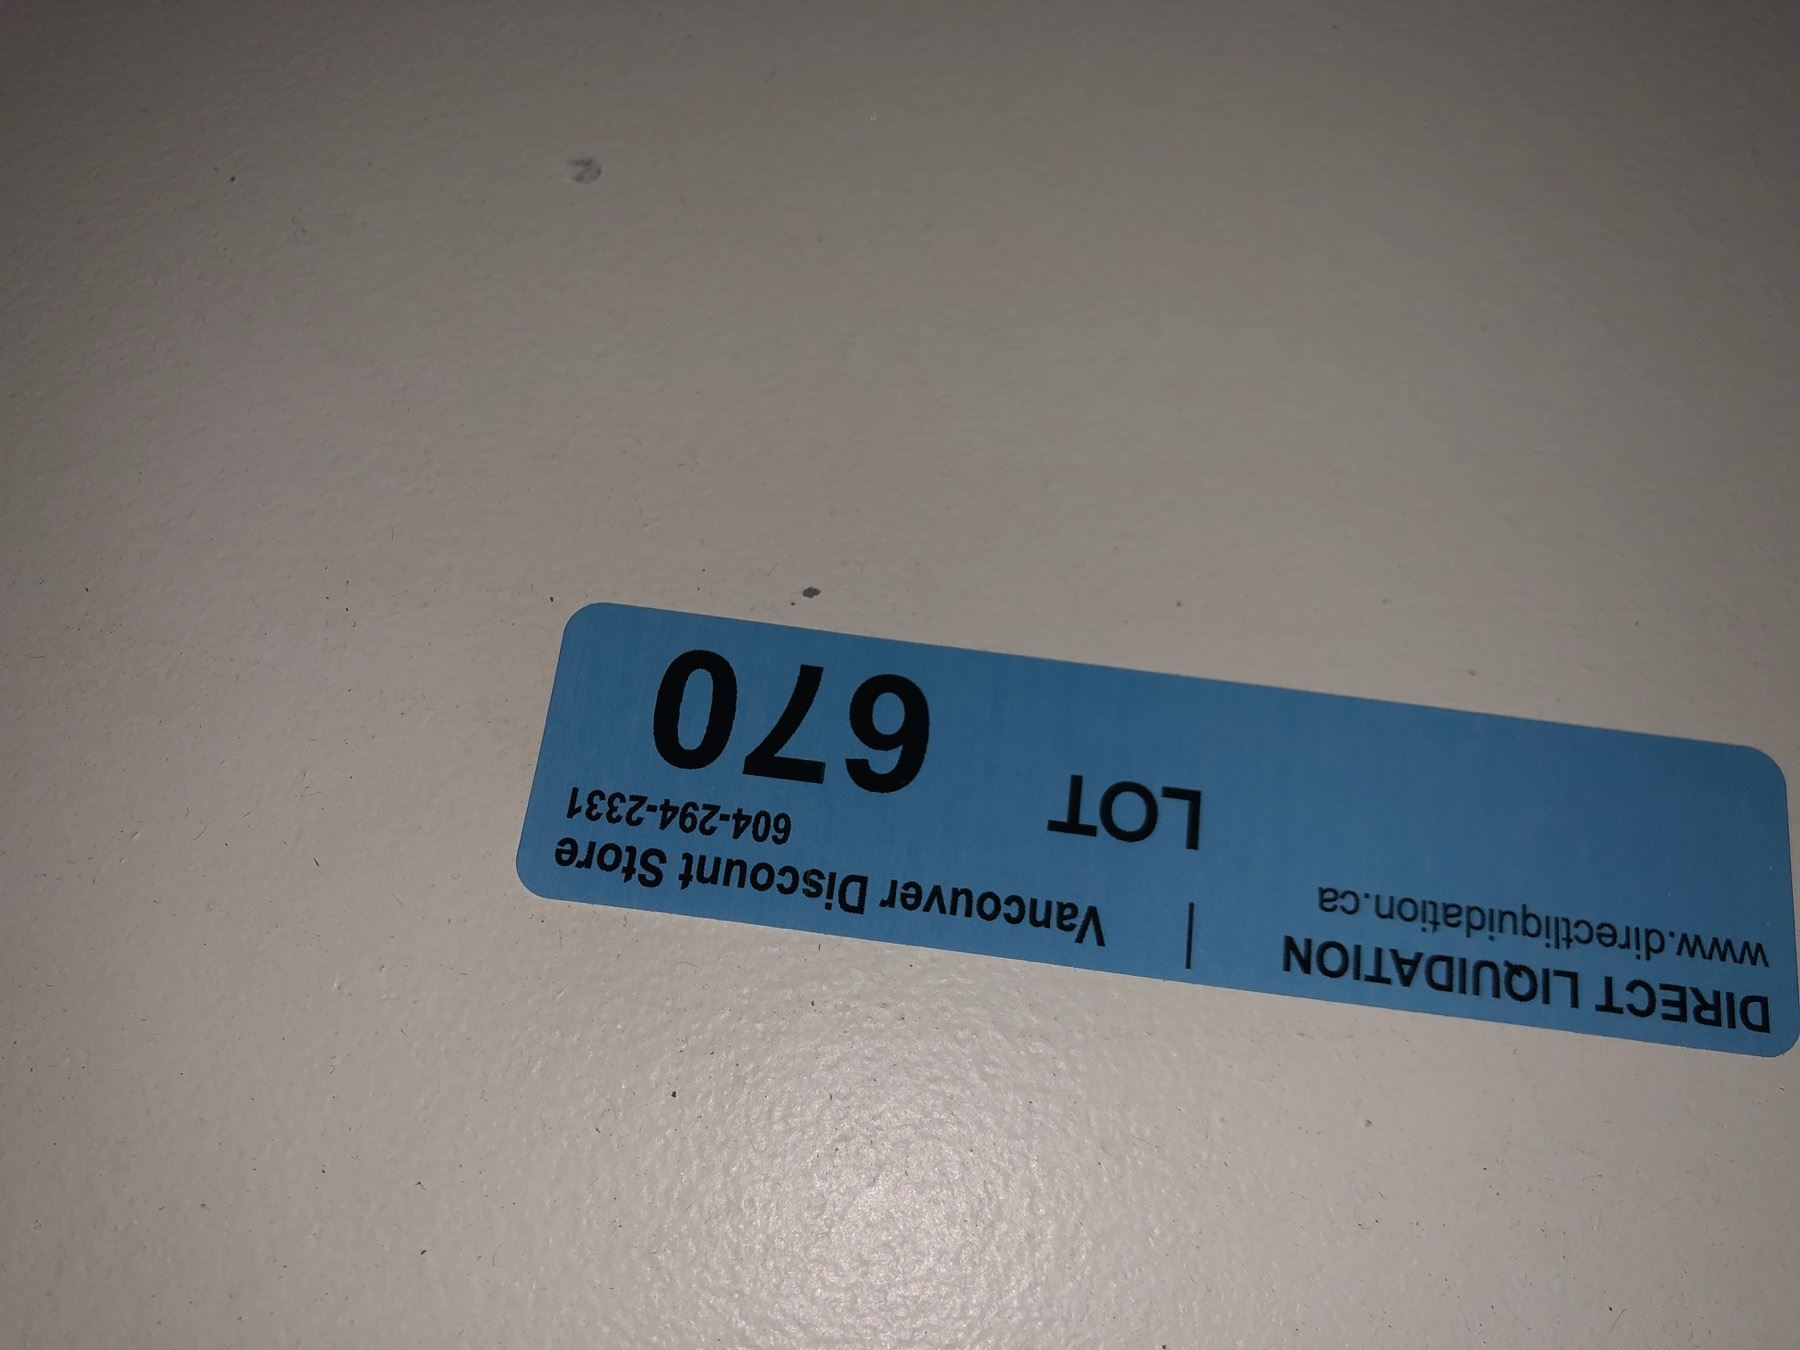 DIRECT LIQUIDATION | Vancouver Discount Store
www.directliquidation.ca 604-294-2331
LOT 670